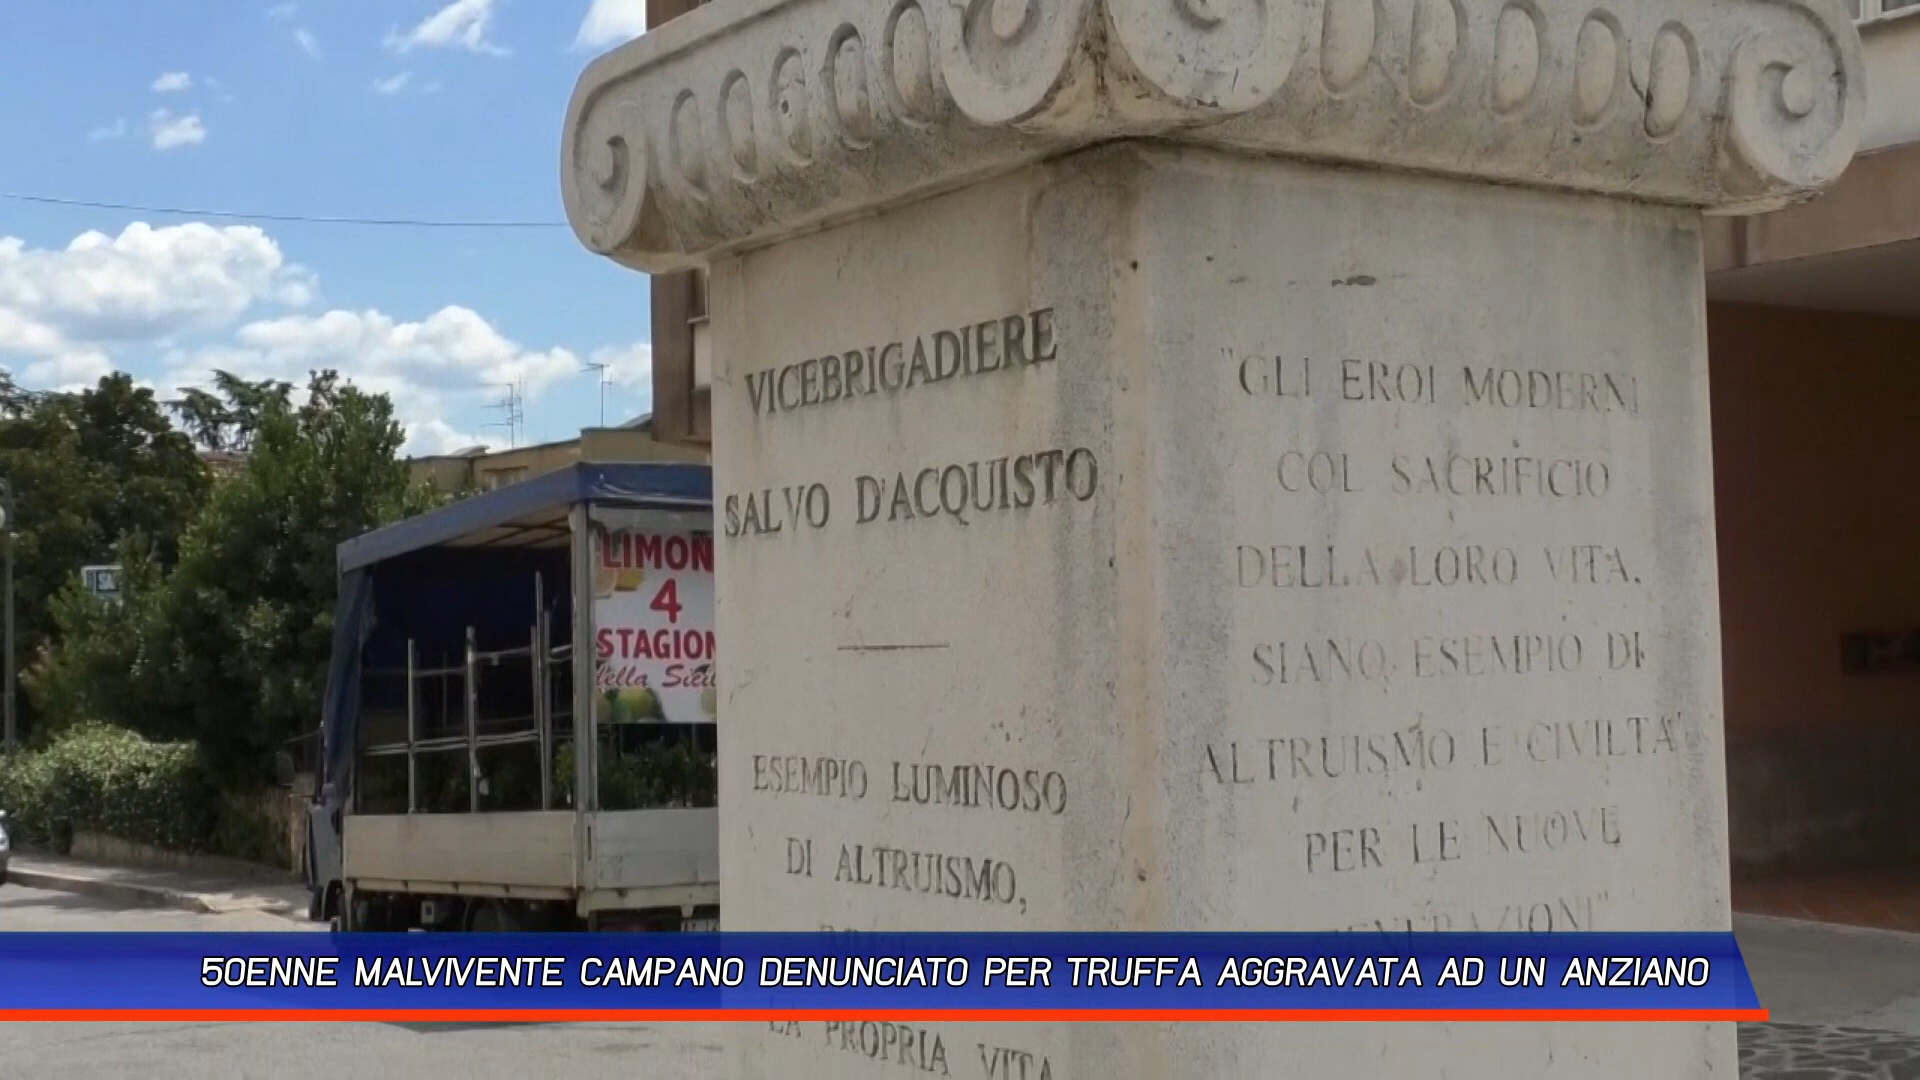 VICEBRIGADIERE
SALVO D'ACQUISTO
ESEMPIO LUMINOSO
DI ALTRUISMO,
LA PROPRIA VITA
"GLI EROI MODERNI
COL SACRIFICIO
DELLA LORO VITA,
SIANO ESEMPIO DI
ALTRUISMO E CIVILTA'
PER LE NUOVE
LIMONI
4
STAGION
della Sicil
50ENNE MALVIVENTE CAMPANO DENUNCIATO PER TRUFFA AGGRAVATA AD UN ANZIANO